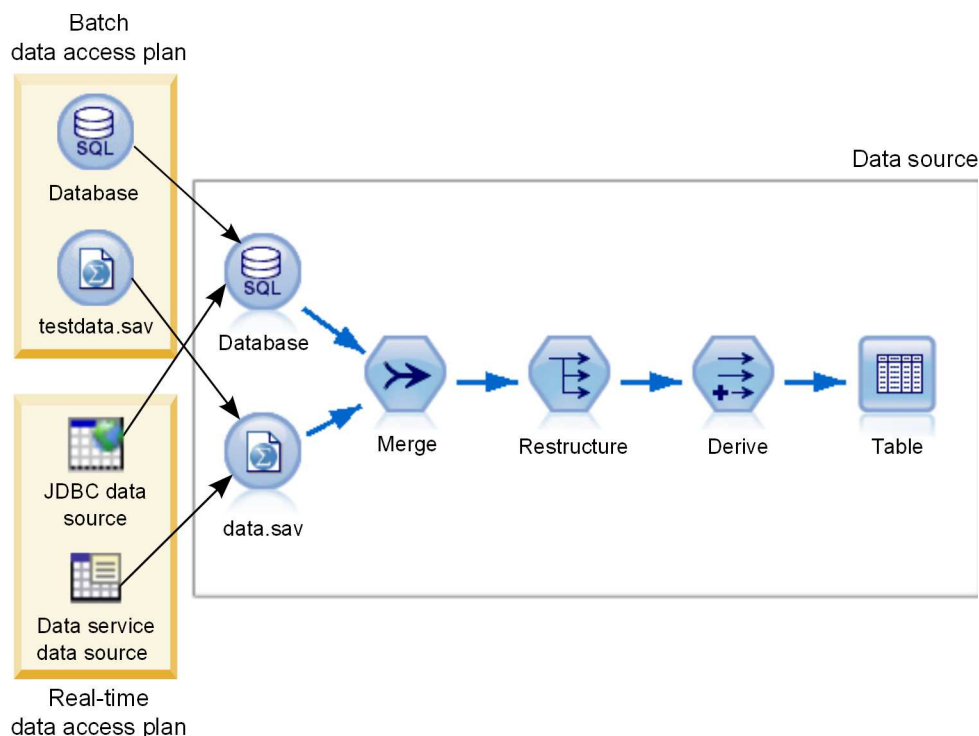 Batch
data access plan
SQL
Database
Σ
testdata.sav
JDBC data
source
Data service
data source
Real-time
data access plan
Data source
SQL
Database
Σ
data.sav
Merge
Restructure
Derive
Table